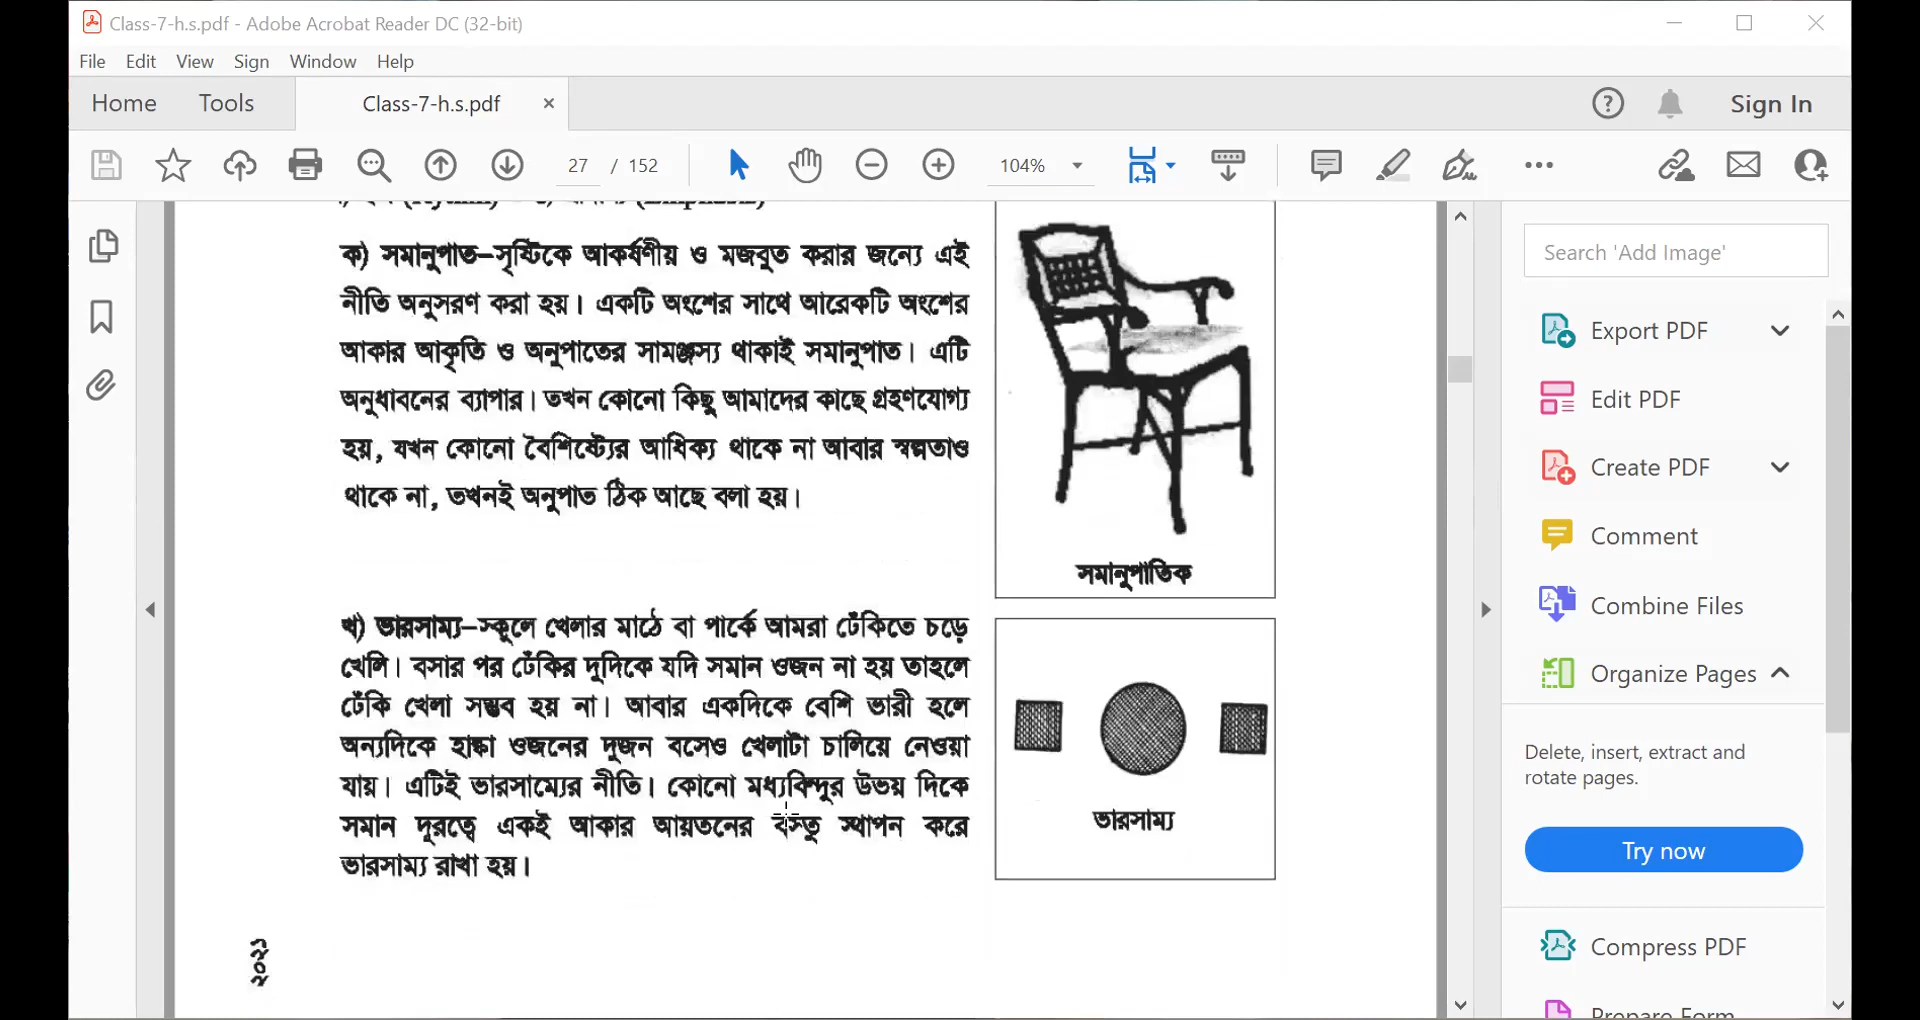 Class-7-h.s.pdf - Adobe Acrobat Reader DC (32-bit)
File Edit View Sign Window Help
Home Tools Class-7-h.s.pdf × Sign In
27 / 152 104%
ক) সমানুপাত–সৃষ্টিকে আকর্ষণীয় ও মজবুত করার জন্যে এই
নীতি অনুসরণ করা হয়। একটি অংশের সাথে আরেকটি অংশের
আকার আকৃতি ও অনুপাতের সামঞ্জস্য থাকাই সমানুপাত। এটি
অনুধাবনের ব্যাপার। তখন কোনো কিছু আমাদের কাছে গ্রহণযোগ্য
হয়, যখন কোনো বৈশিষ্ট্যের আধিক্য থাকে না আবার স্বল্পতাও
থাকে না, তখনই অনুপাত ঠিক আছে বলা হয়।
সমানুপাতিক
খ) ভারসাম্য–স্কুলে খেলার মাঠে বা পার্কে আমরা ঢেঁকিতে চড়ে
খেলি। বসার পর ঢেঁকির দুদিকে যদি সমান ওজন না হয় তাহলে
ঢেঁকি খেলা সম্ভব হয় না। আবার একদিকে বেশি ভারী হলে
অন্যদিকে হাল্কা ওজনের দুজন বসেও খেলাটা চালিয়ে নেওয়া
যায়। এটিই ভারসাম্যের নীতি। কোনো মধ্যবিন্দুর উভয় দিকে
সমান দূরত্বে একই আকার আয়তনের বস্তু স্থাপন করে
ভারসাম্য রাখা হয়।
ভারসাম্য
২০২১
Search 'Add Image'
Export PDF
Edit PDF
Create PDF
Comment
Combine Files
Organize Pages
Delete, insert, extract and
rotate pages.
Try now
Compress PDF
Prepare Form